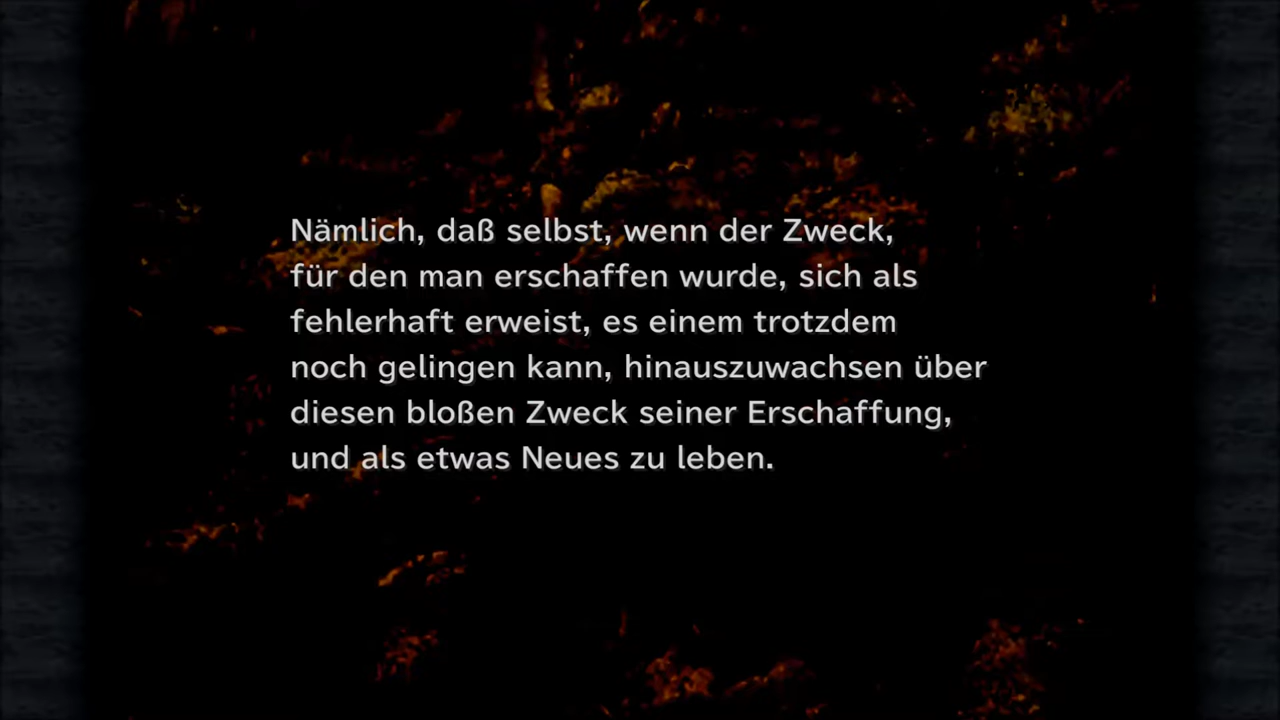 Nämlich, daß selbst, wenn der Zweck,
für den man erschaffen wurde, sich als
fehlerhaft erweist, es einem trotzdem
noch gelingen kann, hinauszuwachsen über
diesen bloßen Zweck seiner Erschaffung,
und als etwas Neues zu leben.